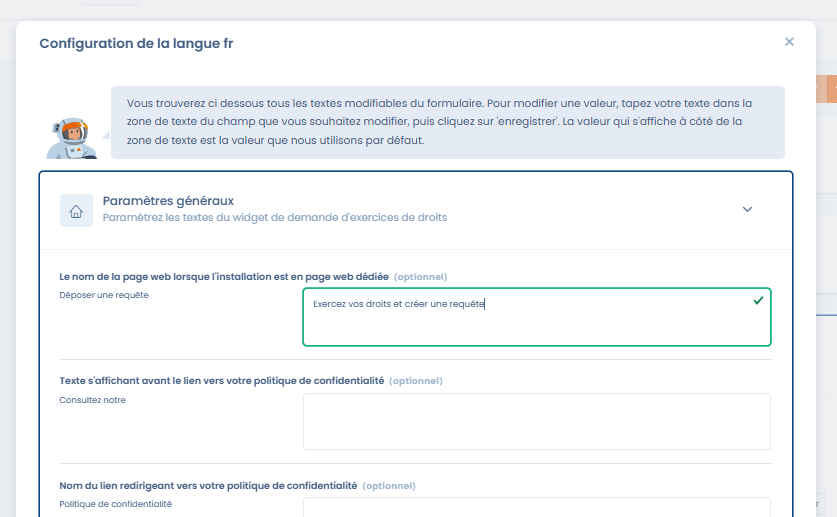 Configuration de la langue fr
Vous trouverez ci dessous tous les textes modifiables du formulaire. Pour modifier une valeur, tapez votre texte dans la
zone de texte du champ que vous souhaitez modifier, puis cliquez sur 'enregistrer'. La valeur qui s'affiche à côté de la
zone de texte est la valeur que nous utilisons par défaut.
Paramètres généraux
Paramétrez les textes du widget de demande d'exercices de droits
Le nom de la page web lorsque l'installation est en page web dédiée (optionnel)
Déposer une requête
Exercez vos droits et créer une requête
Texte s'affichant avant le lien vers votre politique de confidentialité (optionnel)
Consultez notre
Nom du lien redirigeant vers votre politique de confidentialité (optionnel)
Politique de confidentialité